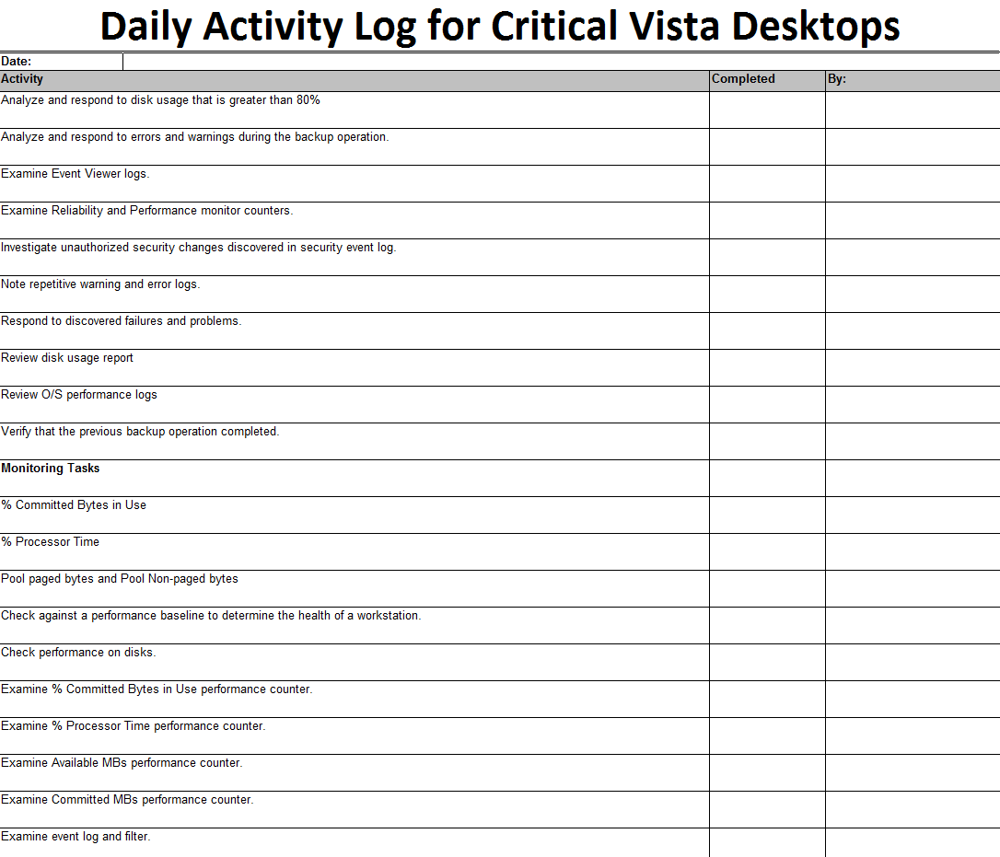 Daily Activity Log for Critical Vista Desktops
Date:
Activity Completed By:
Analyze and respond to disk usage that is greater than 80%
Analyze and respond to errors and warnings during the backup operation.
Examine Event Viewer logs.
Examine Reliability and Performance monitor counters.
Investigate unauthorized security changes discovered in security event log.
Note repetitive warning and error logs.
Respond to discovered failures and problems.
Review disk usage report
Review O/S performance logs
Verify that the previous backup operation completed.
Monitoring Tasks
% Committed Bytes in Use
% Processor Time
Pool paged bytes and Pool Non-paged bytes
Check against a performance baseline to determine the health of a workstation.
Check performance on disks.
Examine % Committed Bytes in Use performance counter.
Examine % Processor Time performance counter.
Examine Available MBs performance counter.
Examine Committed MBs performance counter.
Examine event log and filter.